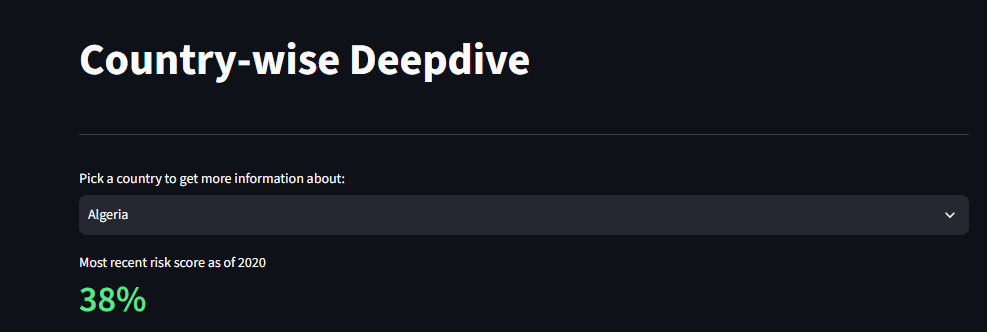 Country-wise Deepdive
Pick a country to get more information about:
Algeria
Most recent risk score as of 2020
38%